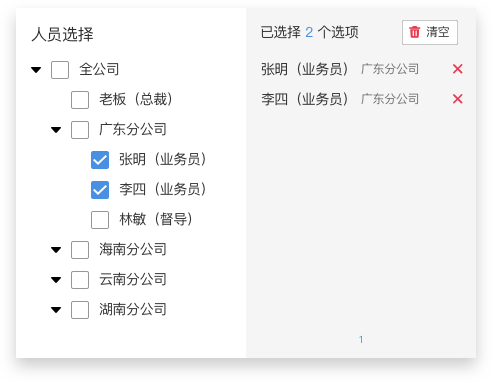 人员选择
全公司
老板（总裁）
广东分公司
张明（业务员）
李四（业务员）
林敏（督导）
海南分公司
云南分公司
湖南分公司
已选择 2 个选项 清空
张明（业务员） 广东分公司
李四（业务员） 广东分公司
1